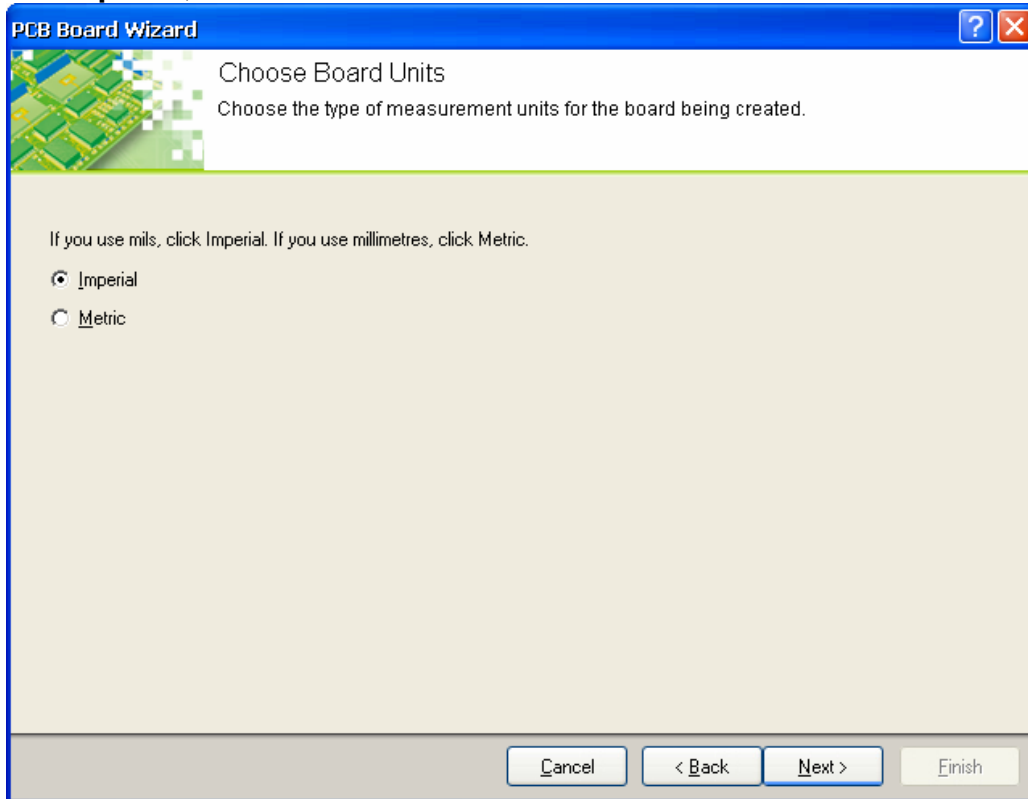 PCB Board Wizard
Choose Board Units
Choose the type of measurement units for the board being created.
If you use mils, click Imperial. If you use millimetres, click Metric.
Imperial
Metric
Cancel
< Back
Next >
Finish